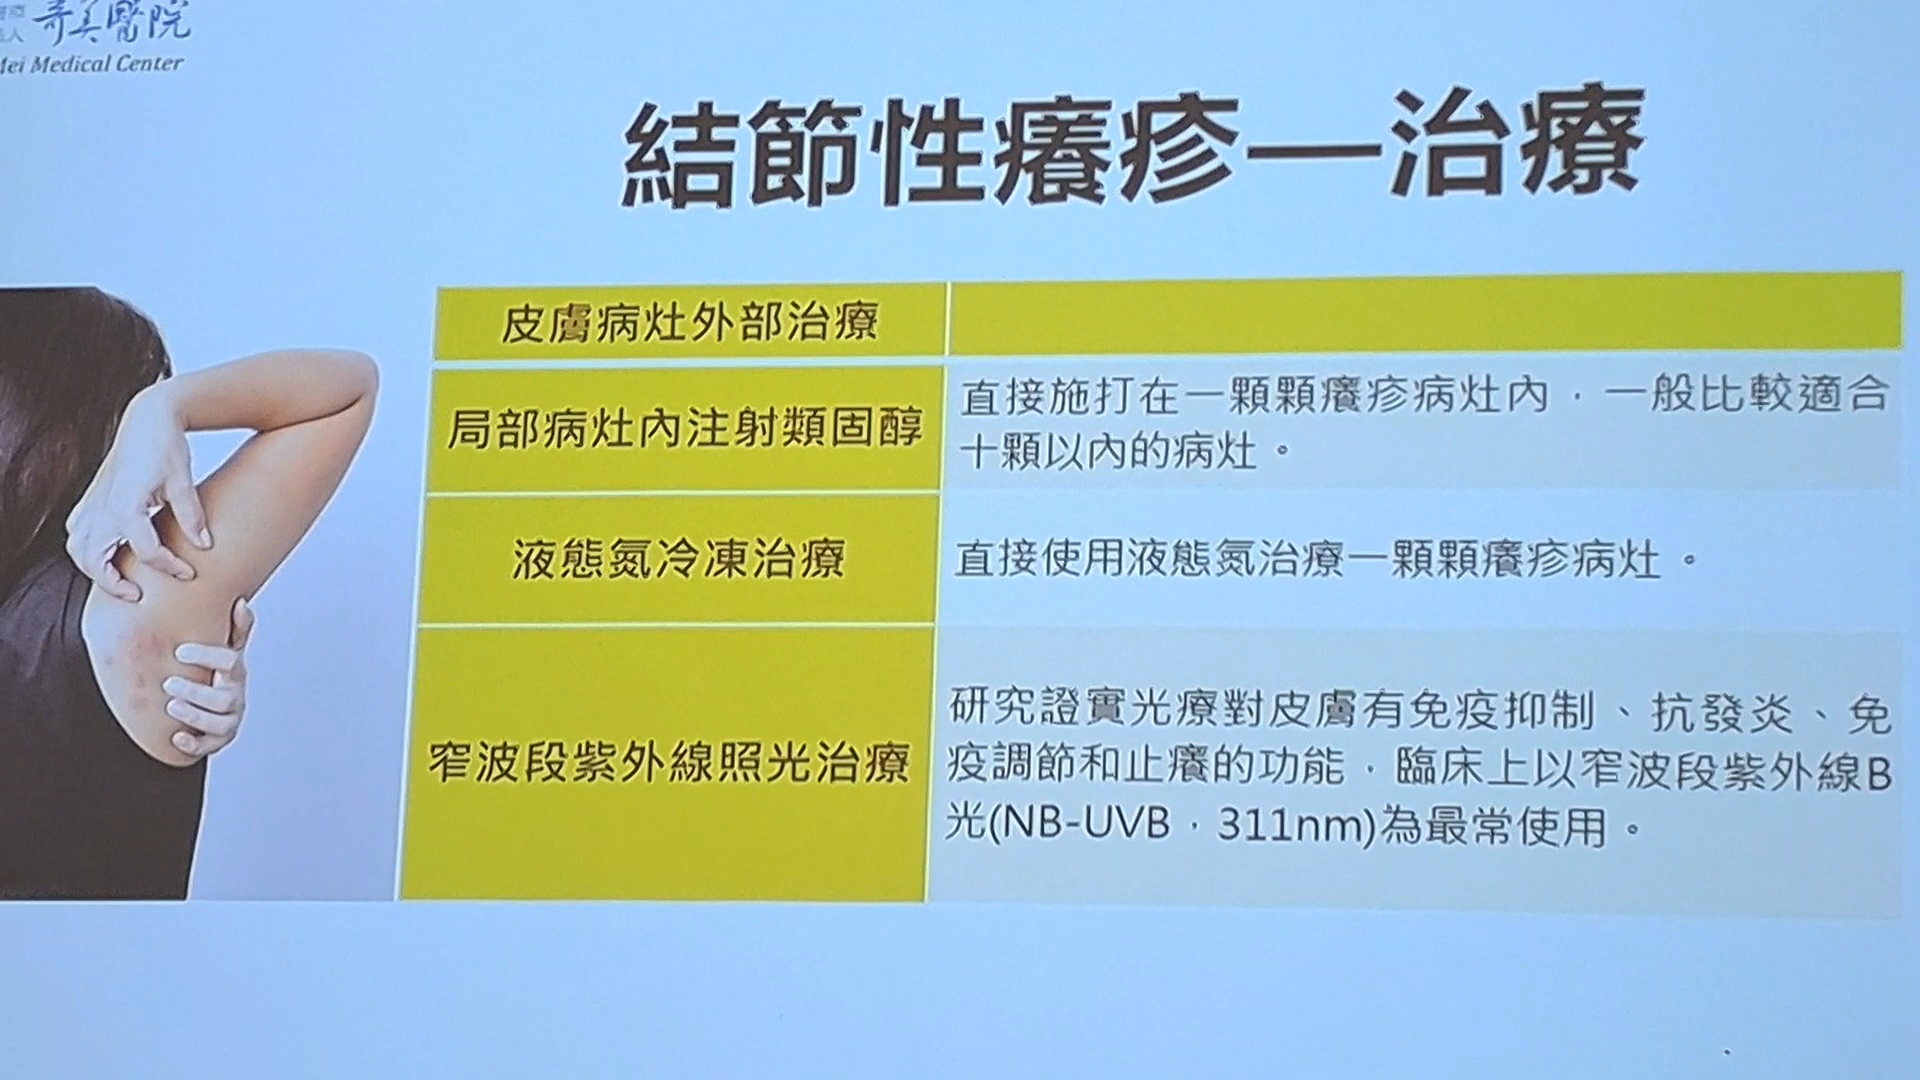 奇美醫院
Mei Medical Center
結節性癢疹—治療
皮膚病灶外部治療
局部病灶內注射類固醇
直接施打在一顆顆癢疹病灶內，一般比較適合
十顆以內的病灶。
液態氮冷凍治療
直接使用液態氮治療一顆顆癢疹病灶。
窄波段紫外線照光治療
研究證實光療對皮膚有免疫抑制、抗發炎、免
疫調節和止癢的功能，臨床上以窄波段紫外線B
光(NB-UVB，311nm)為最常使用。